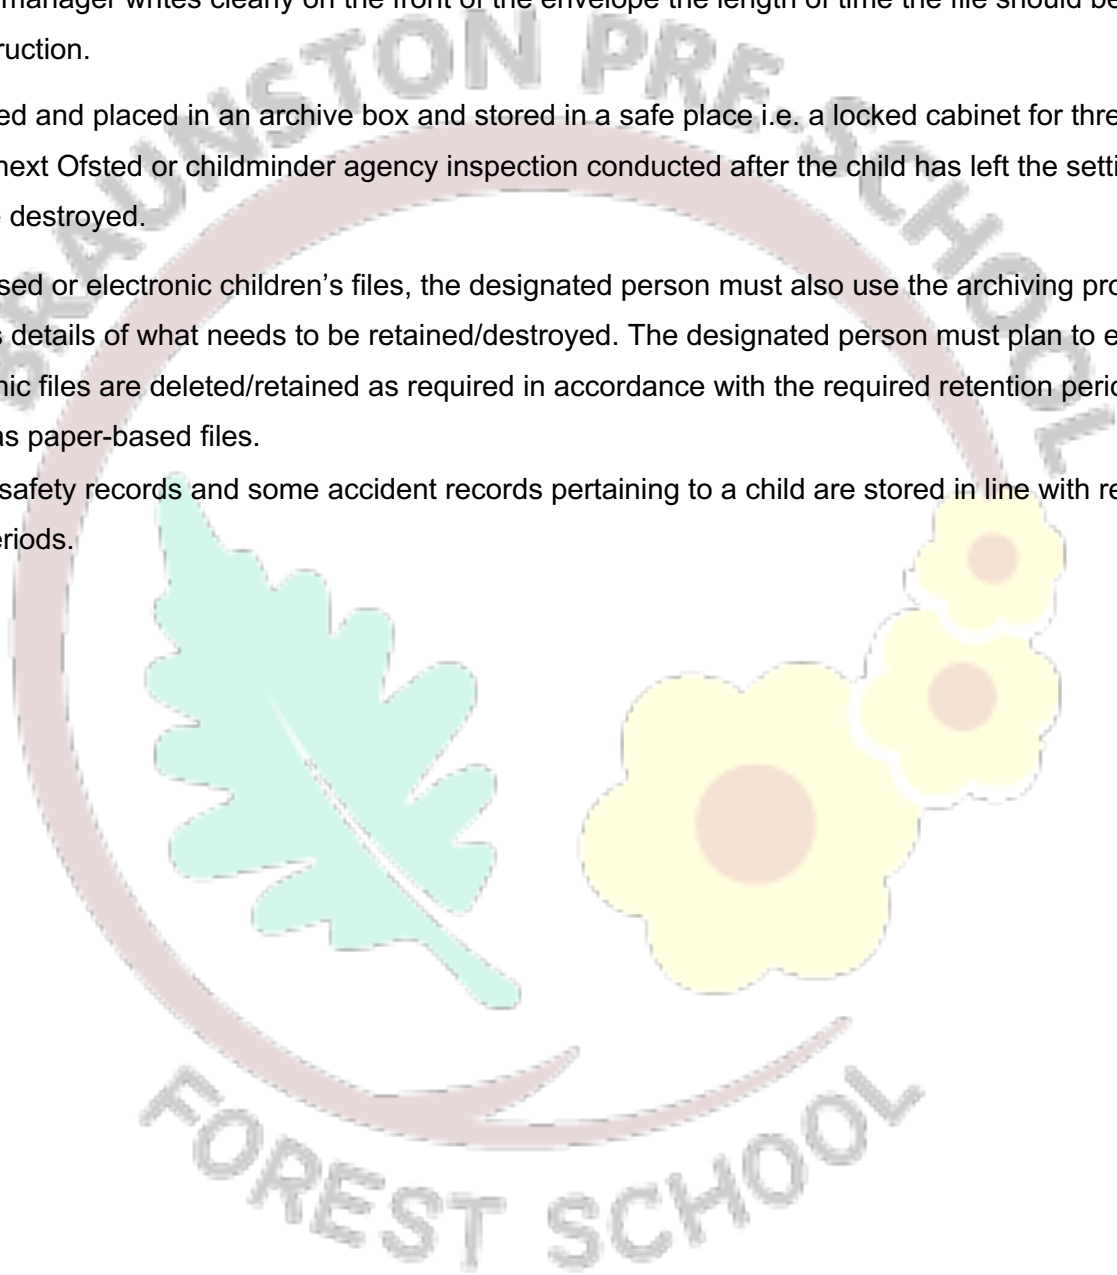 manager writes clearly on the front of the envelope the length of time the file should be
ruction.
ed and placed in an archive box and stored in a safe place i.e. a locked cabinet for thre
next Ofsted or childminder agency inspection conducted after the child has left the setti
destroyed.
sed or electronic children’s files, the designated person must also use the archiving pro
s details of what needs to be retained/destroyed. The designated person must plan to e
nic files are deleted/retained as required in accordance with the required retention peri
as paper-based files.
safety records and some accident records pertaining to a child are stored in line with re
eriods.
BRAUNSTON PRE-SCHOOL
FOREST SCHOOL